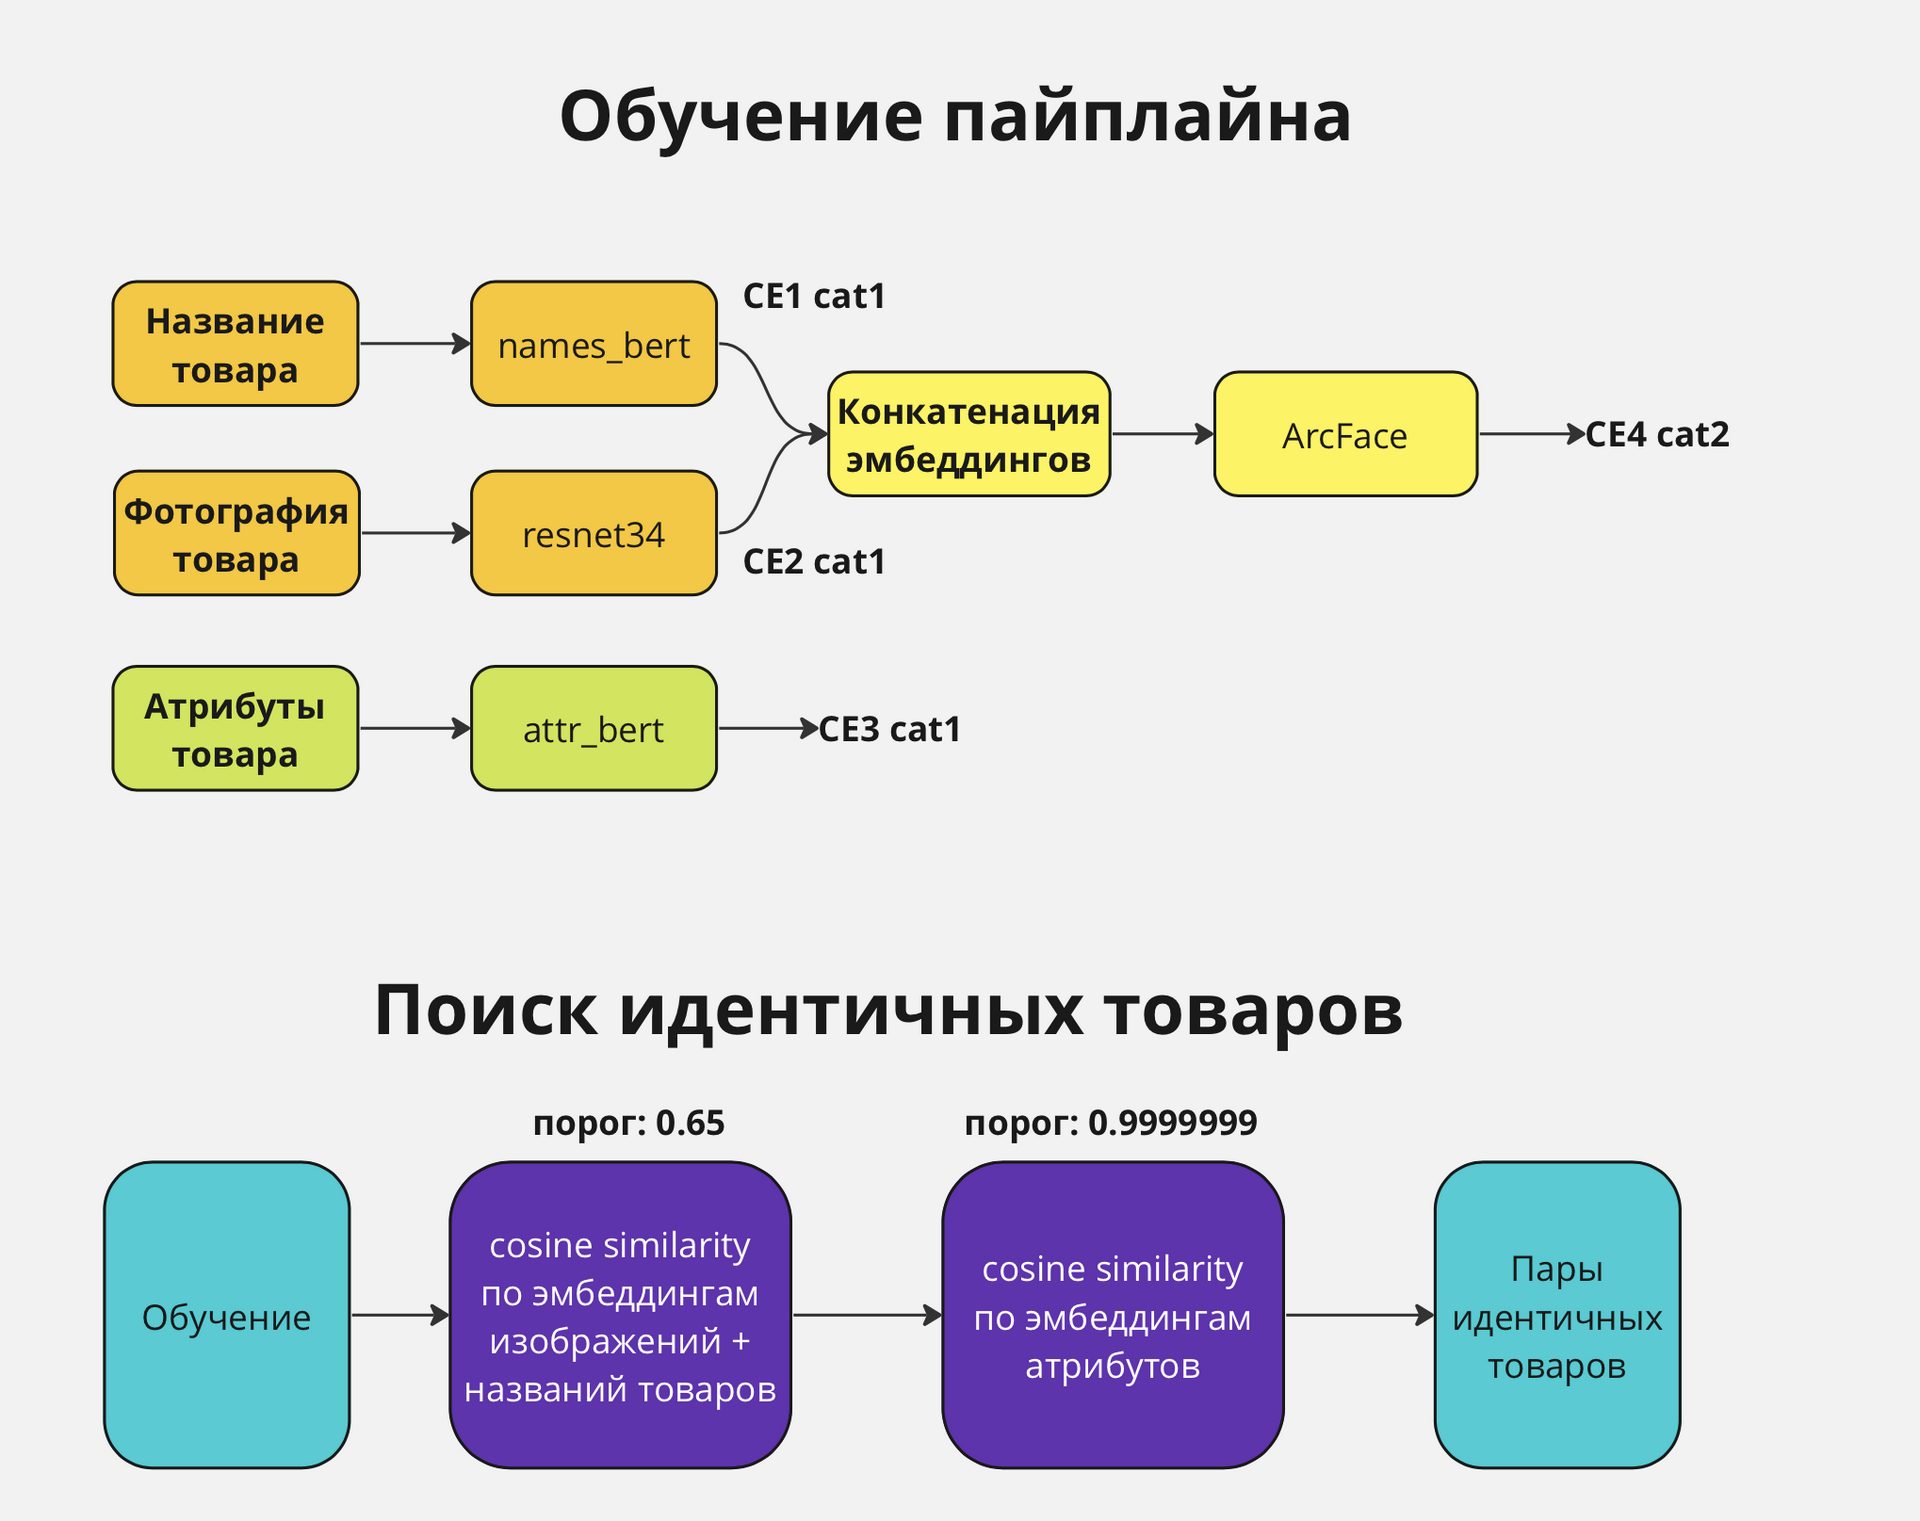 Обучение пайплайна
Название
товара
names_bert
CE1 cat1
Фотография
товара
resnet34
CE2 cat1
Конкатенация
эмбеддингов
ArcFace
CE4 cat2
Атрибуты
товара
attr_bert
CE3 cat1
Поиск идентичных товаров
порог: 0.65
порог: 0.9999999
Обучение
cosine similarity
по эмбеддингам
изображений +
названий товаров
cosine similarity
по эмбеддингам
атрибутов
Пары
идентичных
товаров